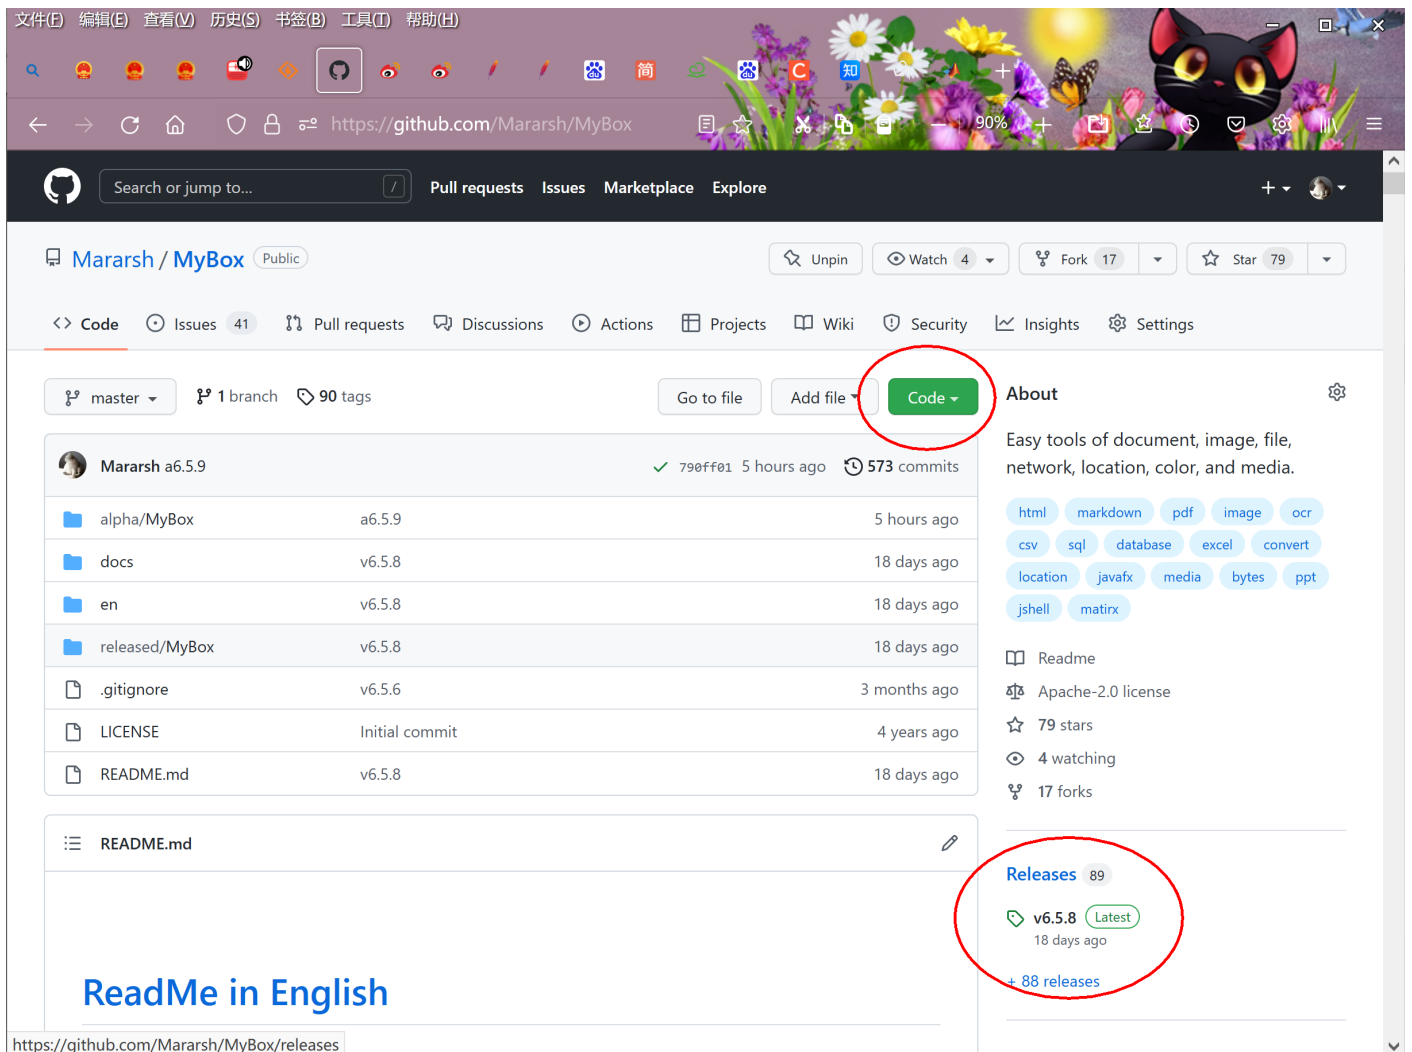 文件(F) 编辑(E) 查看(V) 历史(S) 书签(B) 工具(T) 帮助(H)
du 简 du C 知
https://github.com/Mararsh/MyBox 90%
Search or jump to... / Pull requests Issues Marketplace Explore
Mararsh / MyBox Public Unpin Watch 4 Fork 17 Star 79
Code Issues 41 Pull requests Discussions Actions Projects Wiki Security Insights Settings
master 1 branch 90 tags Go to file Add file Code
Mararsh a6.5.9 790ff01 5 hours ago 573 commits
alpha/MyBox a6.5.9 5 hours ago
docs v6.5.8 18 days ago
en v6.5.8 18 days ago
released/MyBox v6.5.8 18 days ago
.gitignore v6.5.6 3 months ago
LICENSE Initial commit 4 years ago
README.md v6.5.8 18 days ago
README.md
ReadMe in English
About
Easy tools of document, image, file,
network, location, color, and media.
html markdown pdf image ocr
csv sql database excel convert
location javafx media bytes ppt
jshell matirx
Readme
Apache-2.0 license
79 stars
4 watching
17 forks
Releases 89
v6.5.8 Latest
18 days ago
+ 88 releases
https://github.com/Mararsh/MyBox/releases